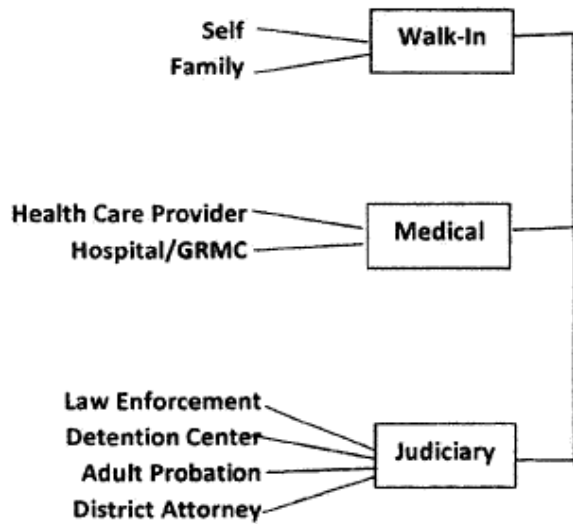 Self
Family
Walk-In
Health Care Provider
Hospital/GRMC
Medical
Law Enforcement
Detention Center
Adult Probation
District Attorney
Judiciary